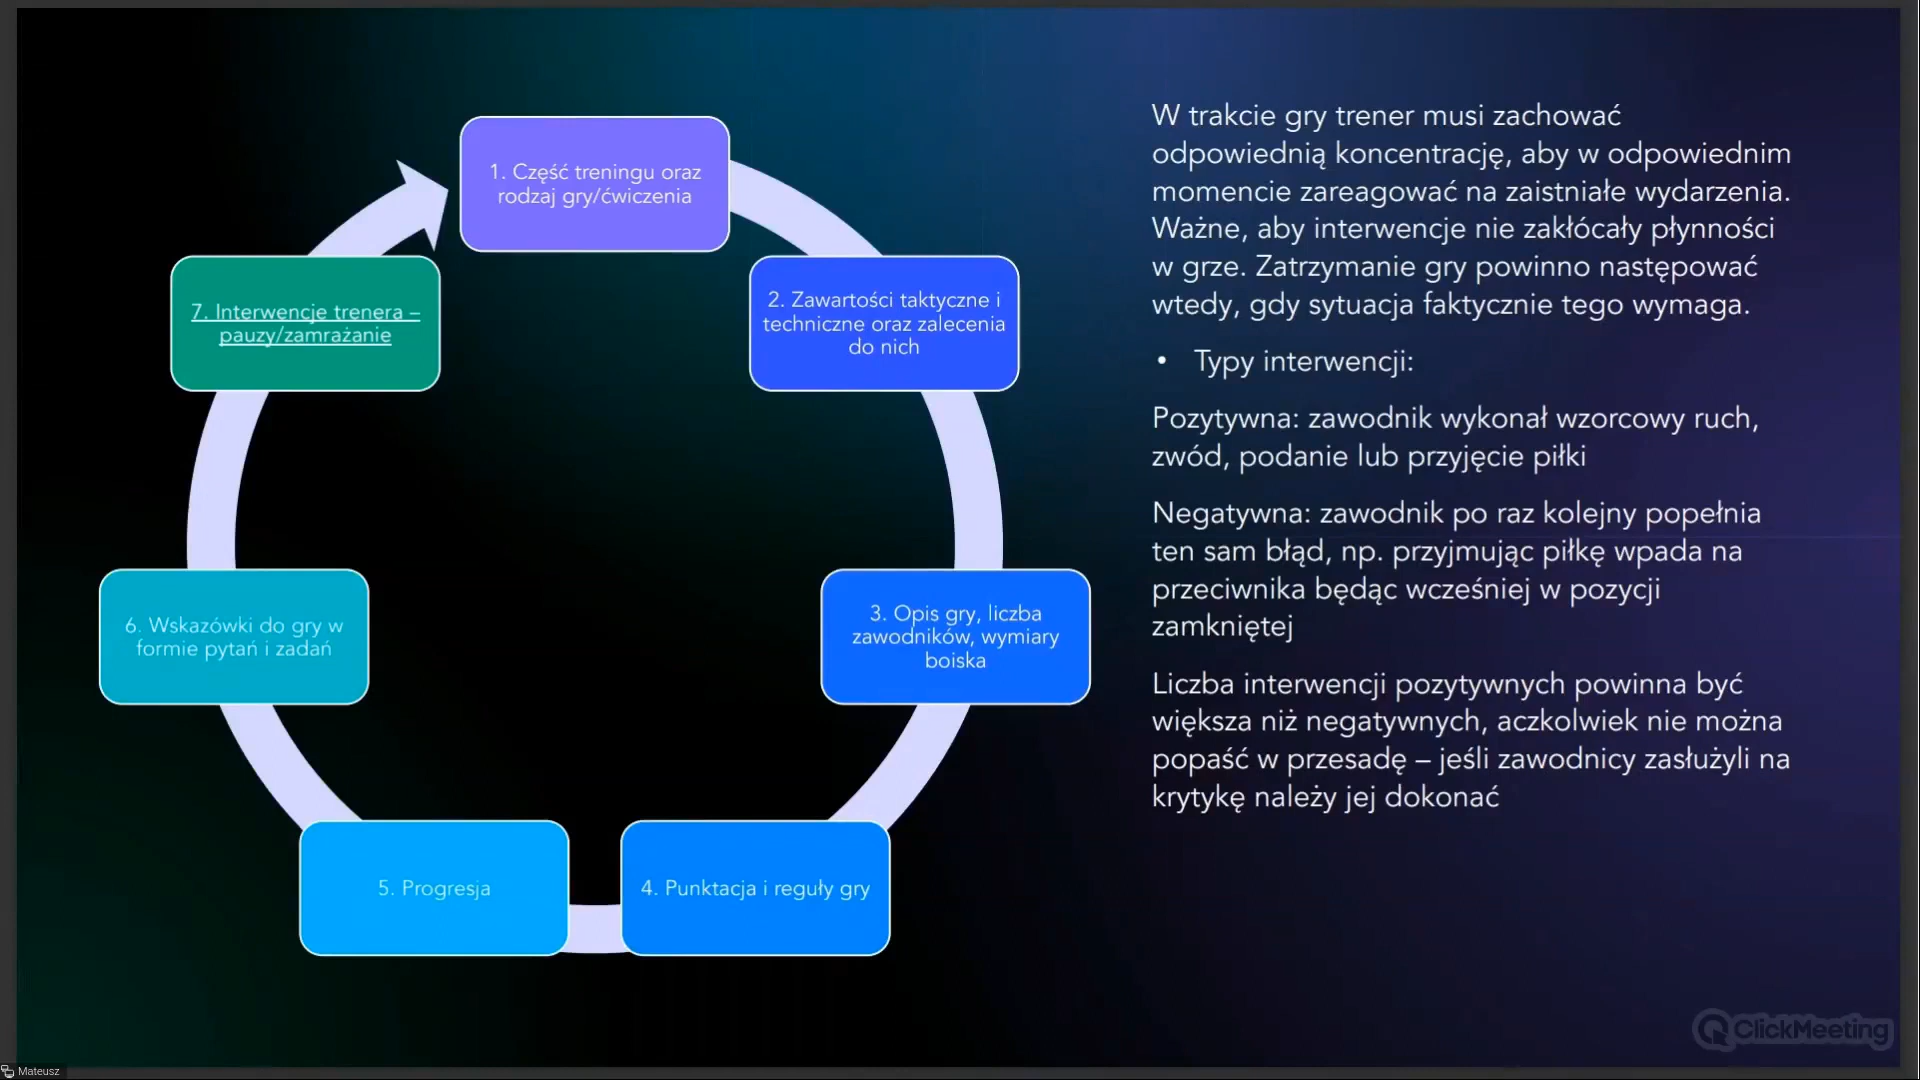 1. Część treningu oraz
rodzaj gry/ćwiczenia
2. Zawartości taktyczne i
techniczne oraz zalecenia
do nich
3. Opis gry, liczba
zawodników, wymiary
boiska
4. Punktacja i reguły gry
5. Progresja
6. Wskazówki do gry w
formie pytań i zadań
7. Interwencje trenera –
pauzy/zamrażanie
W trakcie gry trener musi zachować
odpowiednią koncentrację, aby w odpowiednim
momencie zareagować na zaistniałe wydarzenia.
Ważne, aby interwencje nie zakłócały płynności
w grze. Zatrzymanie gry powinno następować
wtedy, gdy sytuacja faktycznie tego wymaga.
• Typy interwencji:
Pozytywna: zawodnik wykonał wzorcowy ruch,
zwód, podanie lub przyjęcie piłki
Negatywna: zawodnik po raz kolejny popełnia
ten sam błąd, np. przyjmując piłkę wpada na
przeciwnika będąc wcześniej w pozycji
zamkniętej
Liczba interwencji pozytywnych powinna być
większa niż negatywnych, aczkolwiek nie można
popaść w przesadę – jeśli zawodnicy zasłużyli na
krytykę należy jej dokonać
ClickMeeting
Mateusz